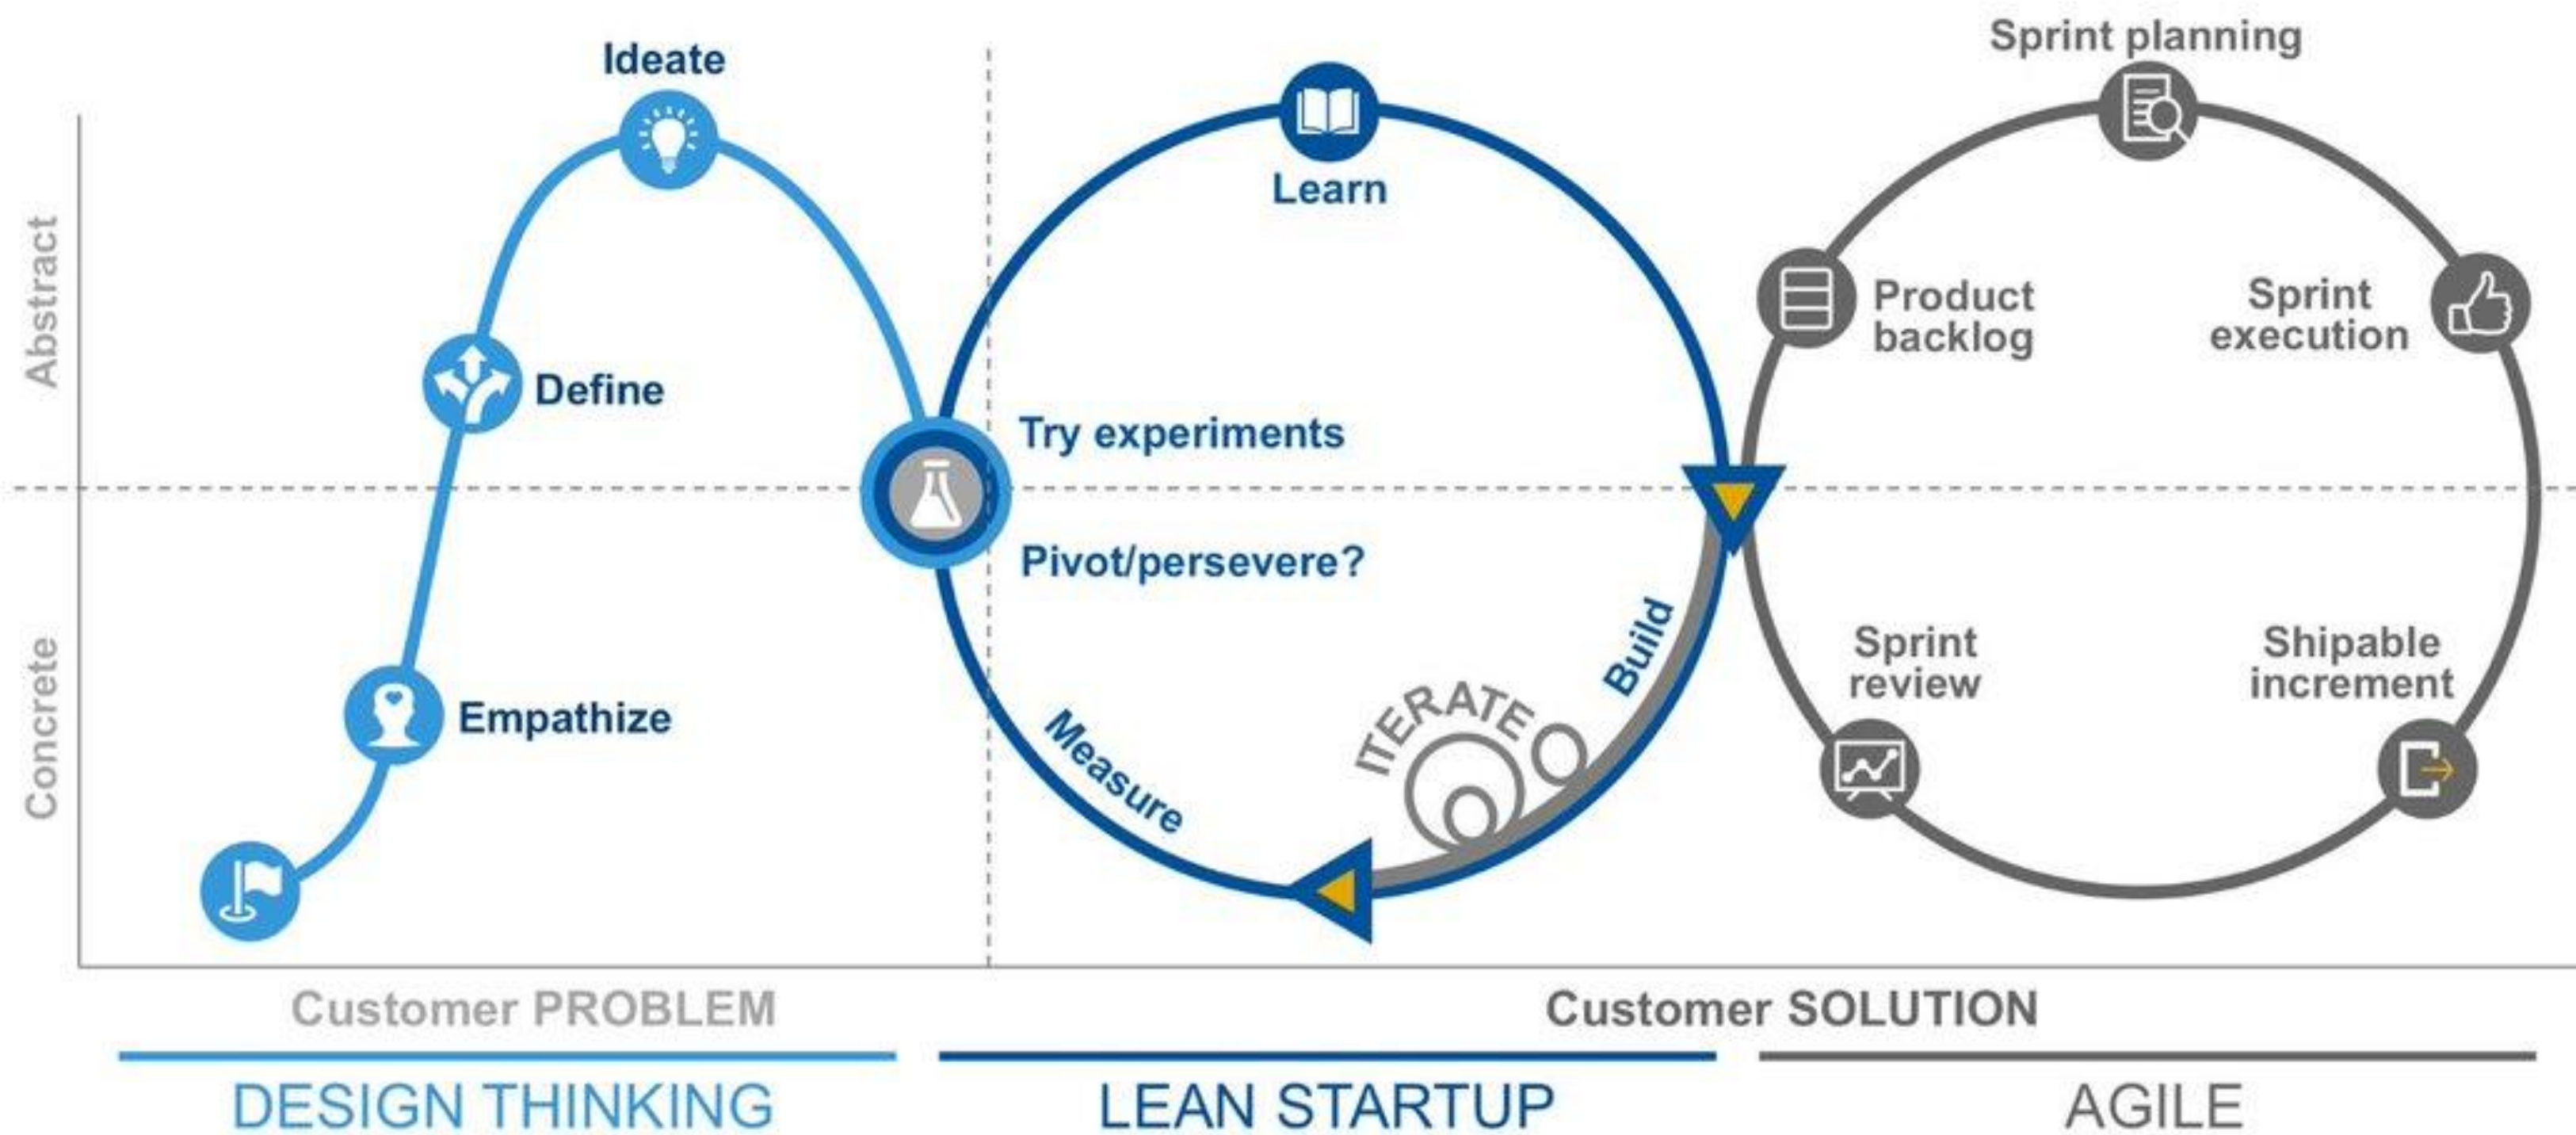 Ideate
Define
Empathize
Abstract
Concrete
Learn
Try experiments
Pivot/persevere?
Build
ITERATE
Measure
Sprint planning
Product
backlog
Sprint
execution
Sprint
review
Shipable
increment
Customer PROBLEM
Customer SOLUTION
DESIGN THINKING
LEAN STARTUP
AGILE